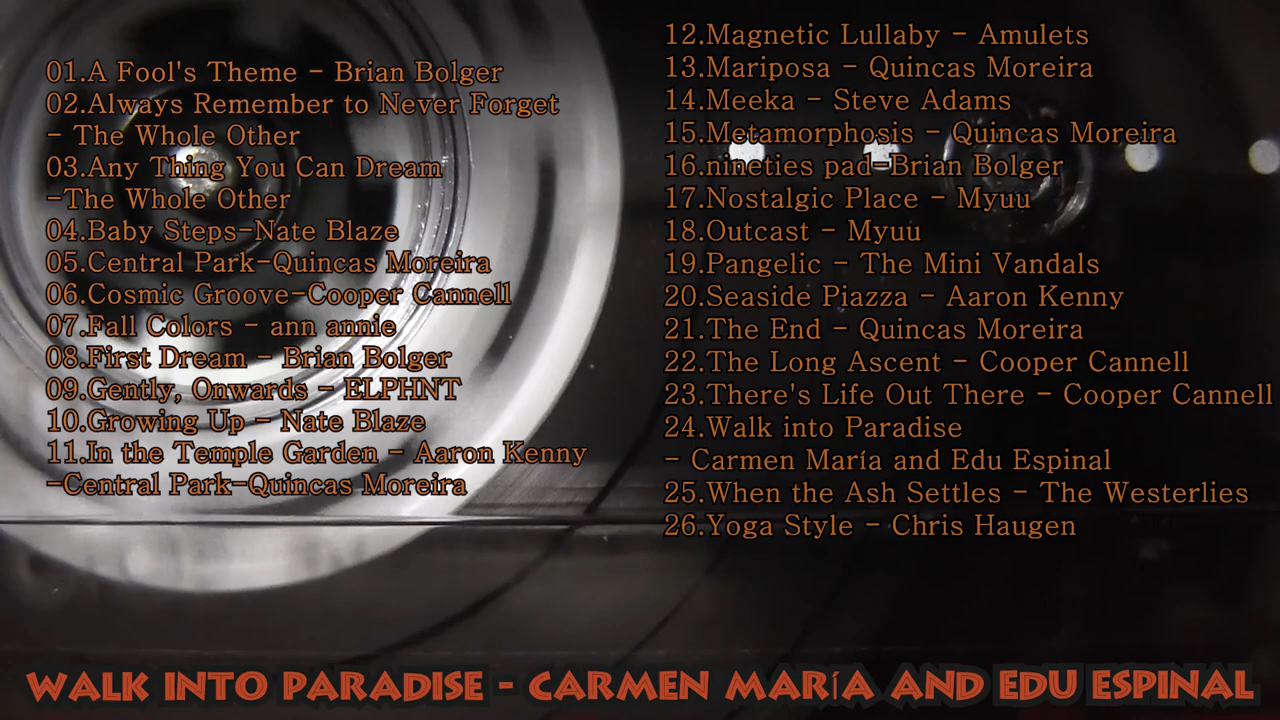 01.A Fool's Theme - Brian Bolger
02.Always Remember to Never Forget
- The Whole Other
03.Any Thing You Can Dream
-The Whole Other
04.Baby Steps-Nate Blaze
05.Central Park-Quincas Moreira
06.Cosmic Groove-Cooper Cannell
07.Fall Colors - ann annie
08.First Dream - Brian Bolger
09.Gently, Onwards - ELPHNT
10.Growing Up - Nate Blaze
11.In the Temple Garden - Aaron Kenny
-Central Park-Quincas Moreira
12.Magnetic Lullaby - Amulets
13.Mariposa - Quincas Moreira
14.Meeka - Steve Adams
15.Metamorphosis - Quincas Moreira
16.nineties pad-Brian Bolger
17.Nostalgic Place - Myuu
18.Outcast - Myuu
19.Pangelic - The Mini Vandals
20.Seaside Piazza - Aaron Kenny
21.The End - Quincas Moreira
22.The Long Ascent - Cooper Cannell
23.There's Life Out There - Cooper Cannell
24.Walk into Paradise
- Carmen María and Edu Espinal
25.When the Ash Settles - The Westerlies
26.Yoga Style - Chris Haugen
WALK INTO PARADISE - CARMEN MARÍA AND EDU ESPINAL